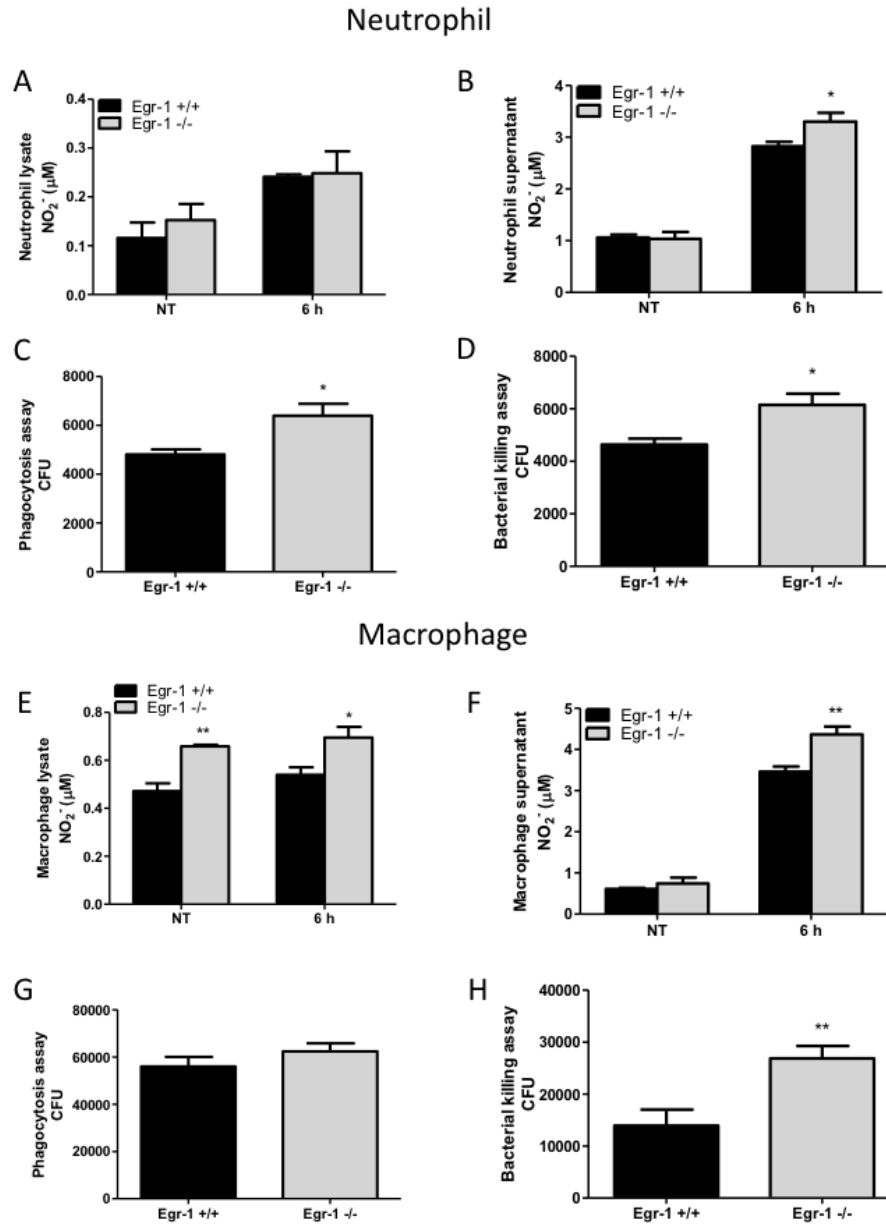 Neutrophil
A
Egr-1 +/+
Egr-1 -/-
Neutrophil lysate
NO₂⁻ (μM)
0.4
0.3
0.2
0.1
0.0
NT
6 h
B
Egr-1 +/+
Egr-1 -/-
*
Neutrophil supernatant
NO₂⁻ (μM)
4
3
2
1
0
NT
6 h
C
*
Phagocytosis assay
CFU
8000
6000
4000
2000
0
Egr-1 +/+
Egr-1 -/-
D
*
Bacterial killing assay
CFU
8000
6000
4000
2000
0
Egr-1 +/+
Egr-1 -/-
Macrophage
E
Egr-1 +/+
Egr-1 -/-
**
*
Macrophage lysate
NO₂⁻ (μM)
0.8
0.6
0.4
0.2
0.0
NT
6 h
F
Egr-1 +/+
Egr-1 -/-
**
Macrophage supernatant
NO₂⁻ (μM)
5
4
3
2
1
0
NT
6 h
G
Phagocytosis assay
CFU
80000
60000
40000
20000
0
Egr-1 +/+
Egr-1 -/-
H
**
Bacterial killing assay
CFU
40000
30000
20000
10000
0
Egr-1 +/+
Egr-1 -/-